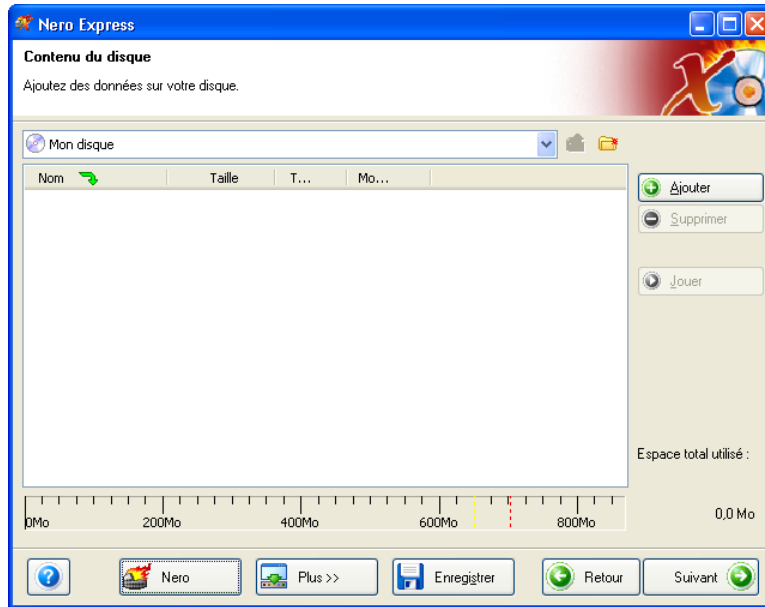 Nero Express
Contenu du disque
Ajoutez des données sur votre disque.
Mon disque
Nom Taille T... Mo...
Ajouter
Supprimer
Jouer
Espace total utilisé :
0Mo 200Mo 400Mo 600Mo 800Mo
0,0 Mo
Nero Plus >> Enregistrer Retour Suivant